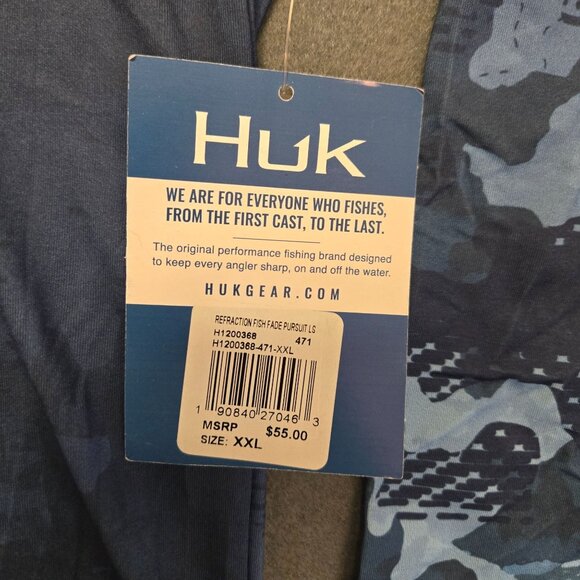 Huk
WE ARE FOR EVERYONE WHO FISHES,
FROM THE FIRST CAST, TO THE LAST.
The original performance fishing brand designed
to keep every angler sharp, on and off the water.
HUKGEAR.COM
REFRACTION FISH FADE PURSUIT LS
H1200368 471
H1200368-471-XXL
1 90840 27046 3
MSRP $55.00
SIZE: XXL